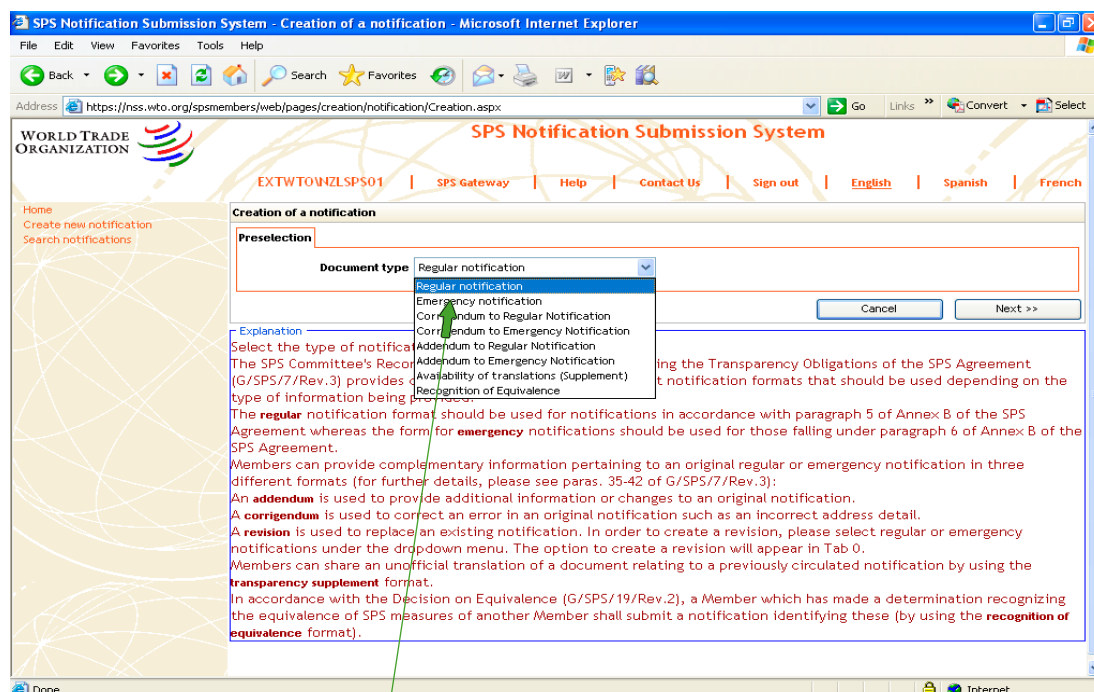 SPS Notification Submission System - Creation of a notification - Microsoft Internet Explorer
File Edit View Favorites Tools Help
Back Search Favorites
Address https://nss.wto.org/spsmembers/web/pages/creation/notification/Creation.aspx Go Links » Convert Select
WORLD TRADE
ORGANIZATION
SPS Notification Submission System
EXTWTO\NZLSPS01 | SPS Gateway | Help | Contact Us | Sign out | English | Spanish | French
Home
Create new notification
Search notifications
Creation of a notification
Preselection
Document type Regular notification
Regular notification
Emergency notification
Corrigendum to Regular Notification
Corrigendum to Emergency Notification
Addendum to Regular Notification
Addendum to Emergency Notification
Availability of translations (Supplement)
Recognition of Equivalence
Cancel Next >>
Explanation
Select the type of notificat
The SPS Committee's Recor ing the Transparency Obligations of the SPS Agreement
(G/SPS/7/Rev.3) provides t notification formats that should be used depending on the
type of information being provided.
The regular notification format should be used for notifications in accordance with paragraph 5 of Annex B of the SPS
Agreement whereas the form for emergency notifications should be used for those falling under paragraph 6 of Annex B of the
SPS Agreement.
Members can provide complementary information pertaining to an original regular or emergency notification in three
different formats (for further details, please see paras. 35-42 of G/SPS/7/Rev.3):
An addendum is used to provide additional information or changes to an original notification.
A corrigendum is used to correct an error in an original notification such as an incorrect address detail.
A revision is used to replace an existing notification. In order to create a revision, please select regular or emergency
notifications under the dropdown menu. The option to create a revision will appear in Tab 0.
Members can share an unofficial translation of a document relating to a previously circulated notification by using the
transparency supplement format.
In accordance with the Decision on Equivalence (G/SPS/19/Rev.2), a Member which has made a determination recognizing
the equivalence of SPS measures of another Member shall submit a notification identifying these (by using the recognition of
equivalence format).
Done Internet